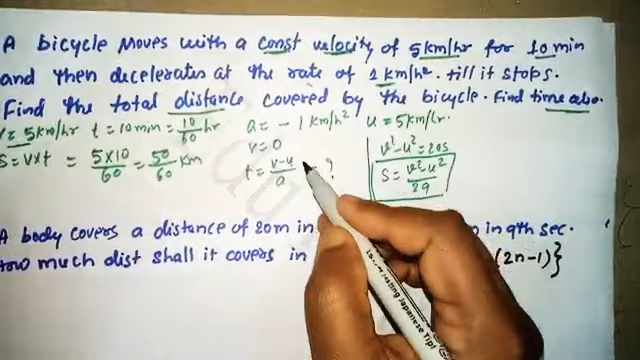 A bicycle moves with a const velocity of 5km/hr for 10 min
and then decelerates at the rate of 1 km/h². till it stops.
Find the total distance covered by the bicycle. Find time also.
V=5km/hr t=10min = 10/60 hr a = -1 km/h² u = 5km/hr.
S=V×t = 5×10/60 = 50/60 km v=0 v²-u²=2as
t = v-u/a = ? S = v²-u²/2a
A body covers a distance of 20m in in 9th sec.
How much dist shall it covers in (2n-1)}